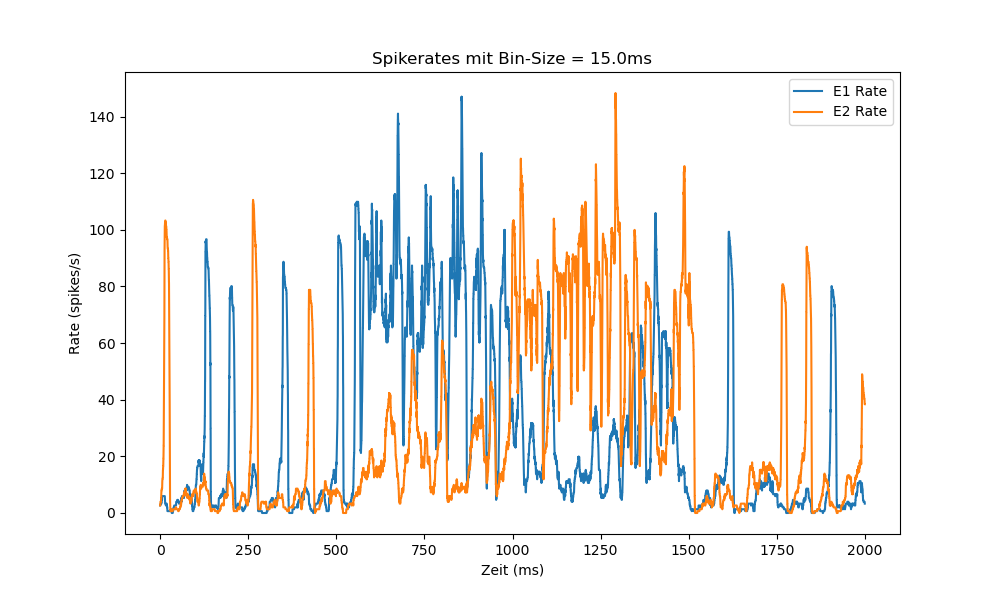 Spikerates mit Bin-Size = 15.0ms
E1 Rate
E2 Rate
Rate (spikes/s)
140
120
100
80
60
40
20
0
0 250 500 750 1000 1250 1500 1750 2000
Zeit (ms)